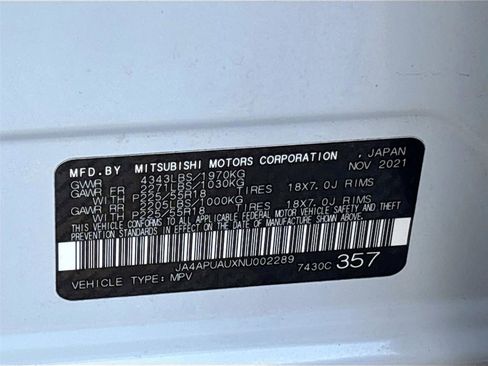 MFD.BY MITSUBISHI MOTORS CORPORATION, JAPAN
GVWR 4343LBS/1970KG NOV 2021
GAWR FR 2271LBS/1030KG
WITH P225/55R18 TIRES 18X7.0J RIMS
GAWR RR 2205LBS/1000KG
WITH P225/55R18 TIRES 18X7.0J RIMS
THIS VEHICLE CONFORMS TO ALL APPLICABLE FEDERAL MOTOR VEHICLE SAFETY AND THEFT
PREVENTION STANDARDS IN EFFECT ON THE DATE OF MANUFACTURE SHOWN ABOVE.
JA4APUAUXNU002289 7430C 357
VEHICLE TYPE: MPV